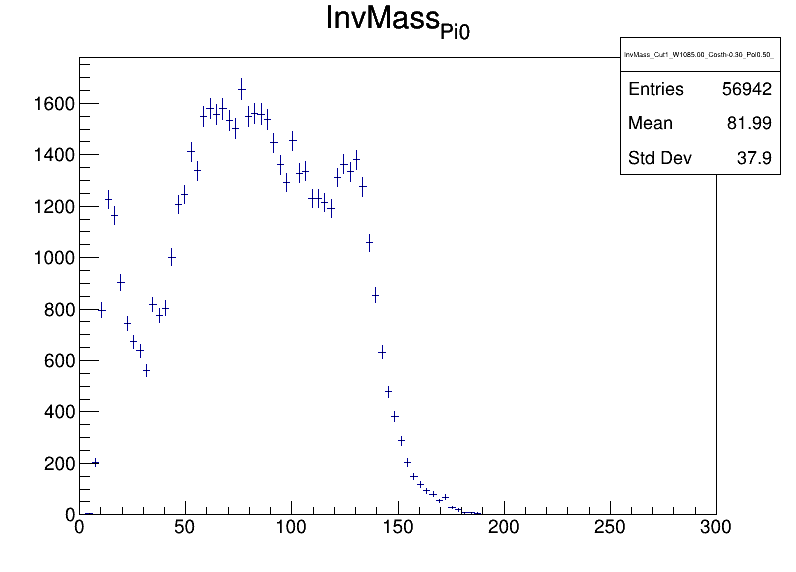 InvMass_Pi0
InvMass_Cut1_W1085.00_Costh-0.30_Pol0.50_
Entries 56942
Mean 81.99
Std Dev 37.9
1600
1400
1200
1000
800
600
400
200
0
0 50 100 150 200 250 300